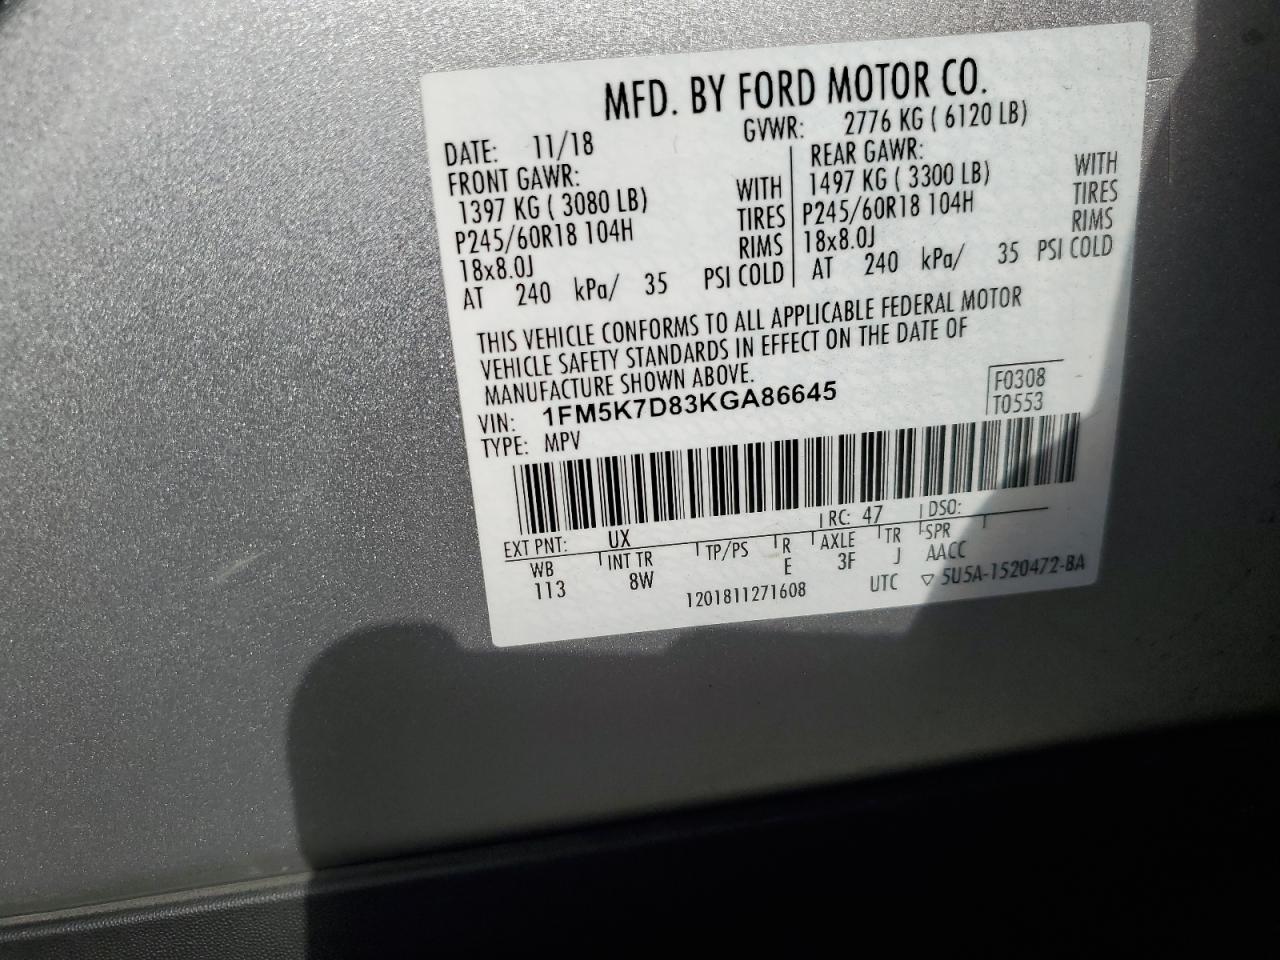 MFD. BY FORD MOTOR CO.
DATE: 11/18 GVWR: 2776 KG ( 6120 LB)
FRONT GAWR:
1397 KG ( 3080 LB) WITH
P245/60R18 104H TIRES
18x8.0J RIMS
AT 240 kPa/ 35 PSI COLD
REAR GAWR:
1497 KG ( 3300 LB) WITH
P245/60R18 104H TIRES
18x8.0J RIMS
AT 240 kPa/ 35 PSI COLD
THIS VEHICLE CONFORMS TO ALL APPLICABLE FEDERAL MOTOR
VEHICLE SAFETY STANDARDS IN EFFECT ON THE DATE OF
MANUFACTURE SHOWN ABOVE.
VIN: 1FM5K7D83KGA86645
TYPE: MPV
F0308
T0553
EXT PNT: UX RC: 47 DSO:
WB INT TR TP/PS R AXLE TR SPR
113 8W E 3F J AACC
1201811271608 UTC ▽ 5U5A-1520472-BA